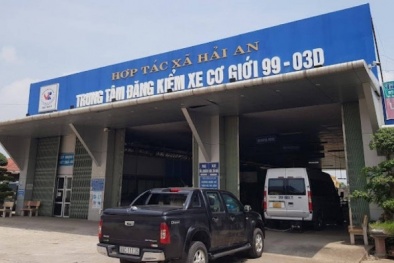 HỢP TÁC XÃ HẢI AN
TRUNG TÂM ĐĂNG KIỂM XE CƠ GIỚI 99 - 03D